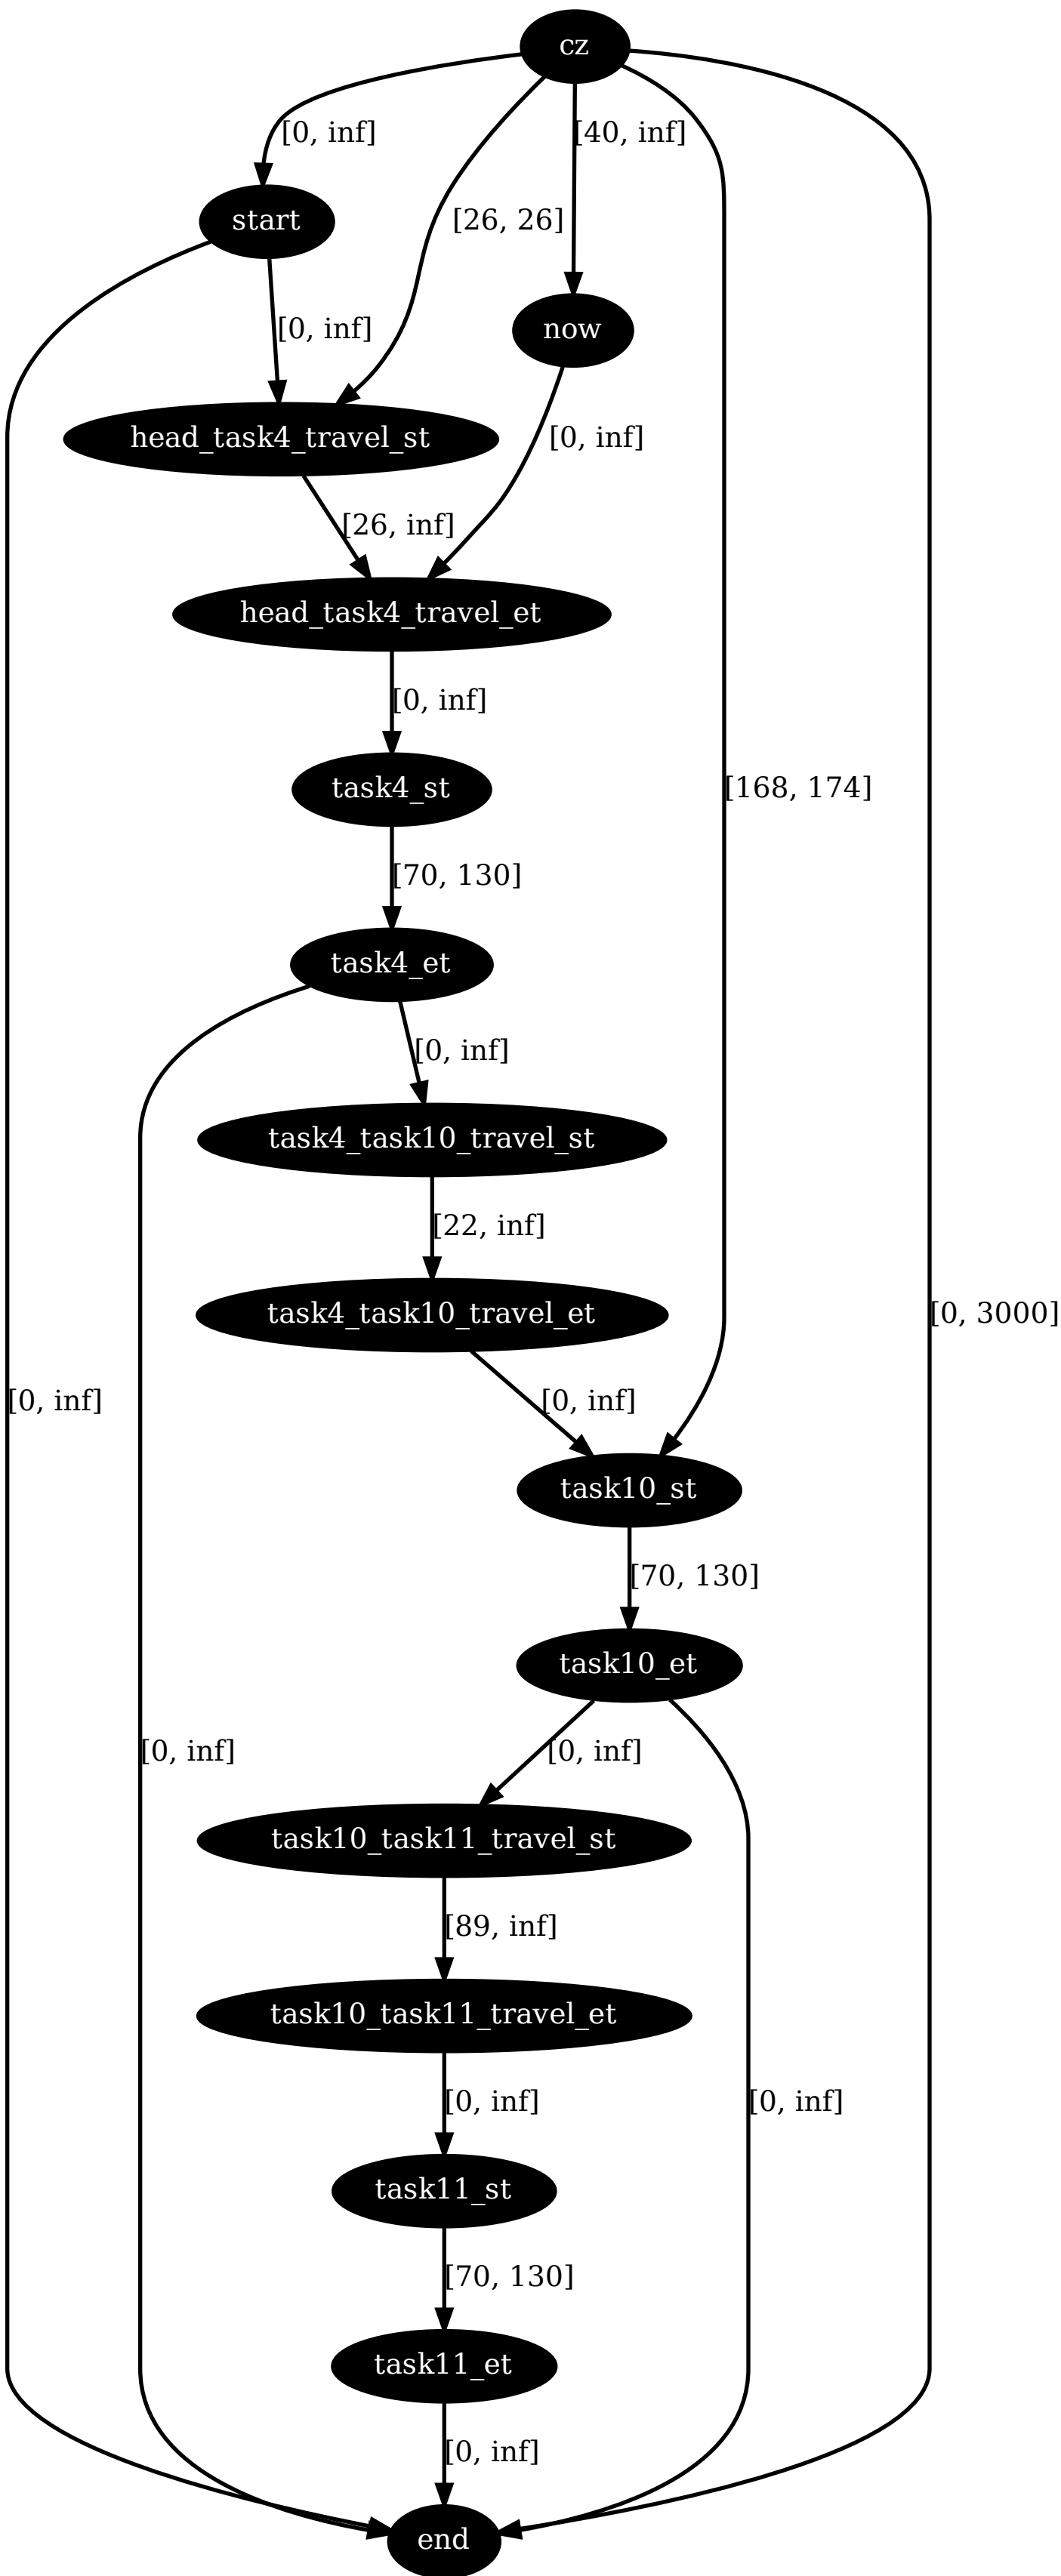 cz
[0, inf]
[40, inf]
[26, 26]
start
now
[0, inf]
head_task4_travel_st
[0, inf]
[26, inf]
head_task4_travel_et
[0, inf]
task4_st
[168, 174]
[70, 130]
task4_et
[0, inf]
task4_task10_travel_st
[22, inf]
task4_task10_travel_et
[0, 3000]
[0, inf]
[0, inf]
task10_st
[70, 130]
task10_et
[0, inf]
[0, inf]
task10_task11_travel_st
[89, inf]
task10_task11_travel_et
[0, inf]
[0, inf]
task11_st
[70, 130]
task11_et
[0, inf]
end